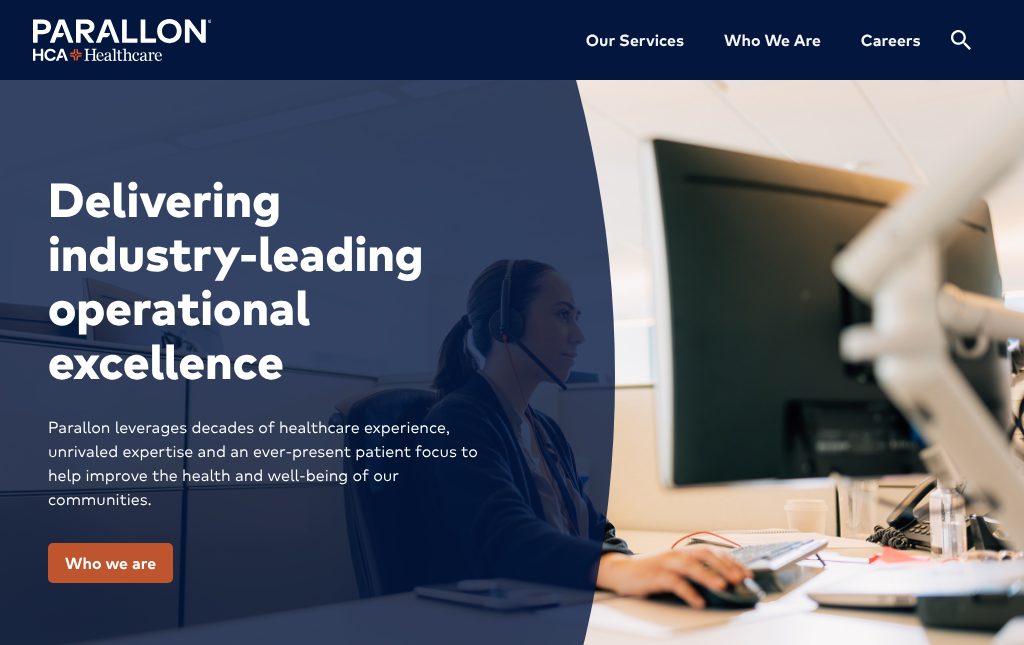 PARALLON
HCA Healthcare
Our Services
Who We Are
Careers
Delivering
industry-leading
operational
excellence
Parallon leverages decades of healthcare experience,
unrivaled expertise and an ever-present patient focus to
help improve the health and well-being of our
communities.
Who we are